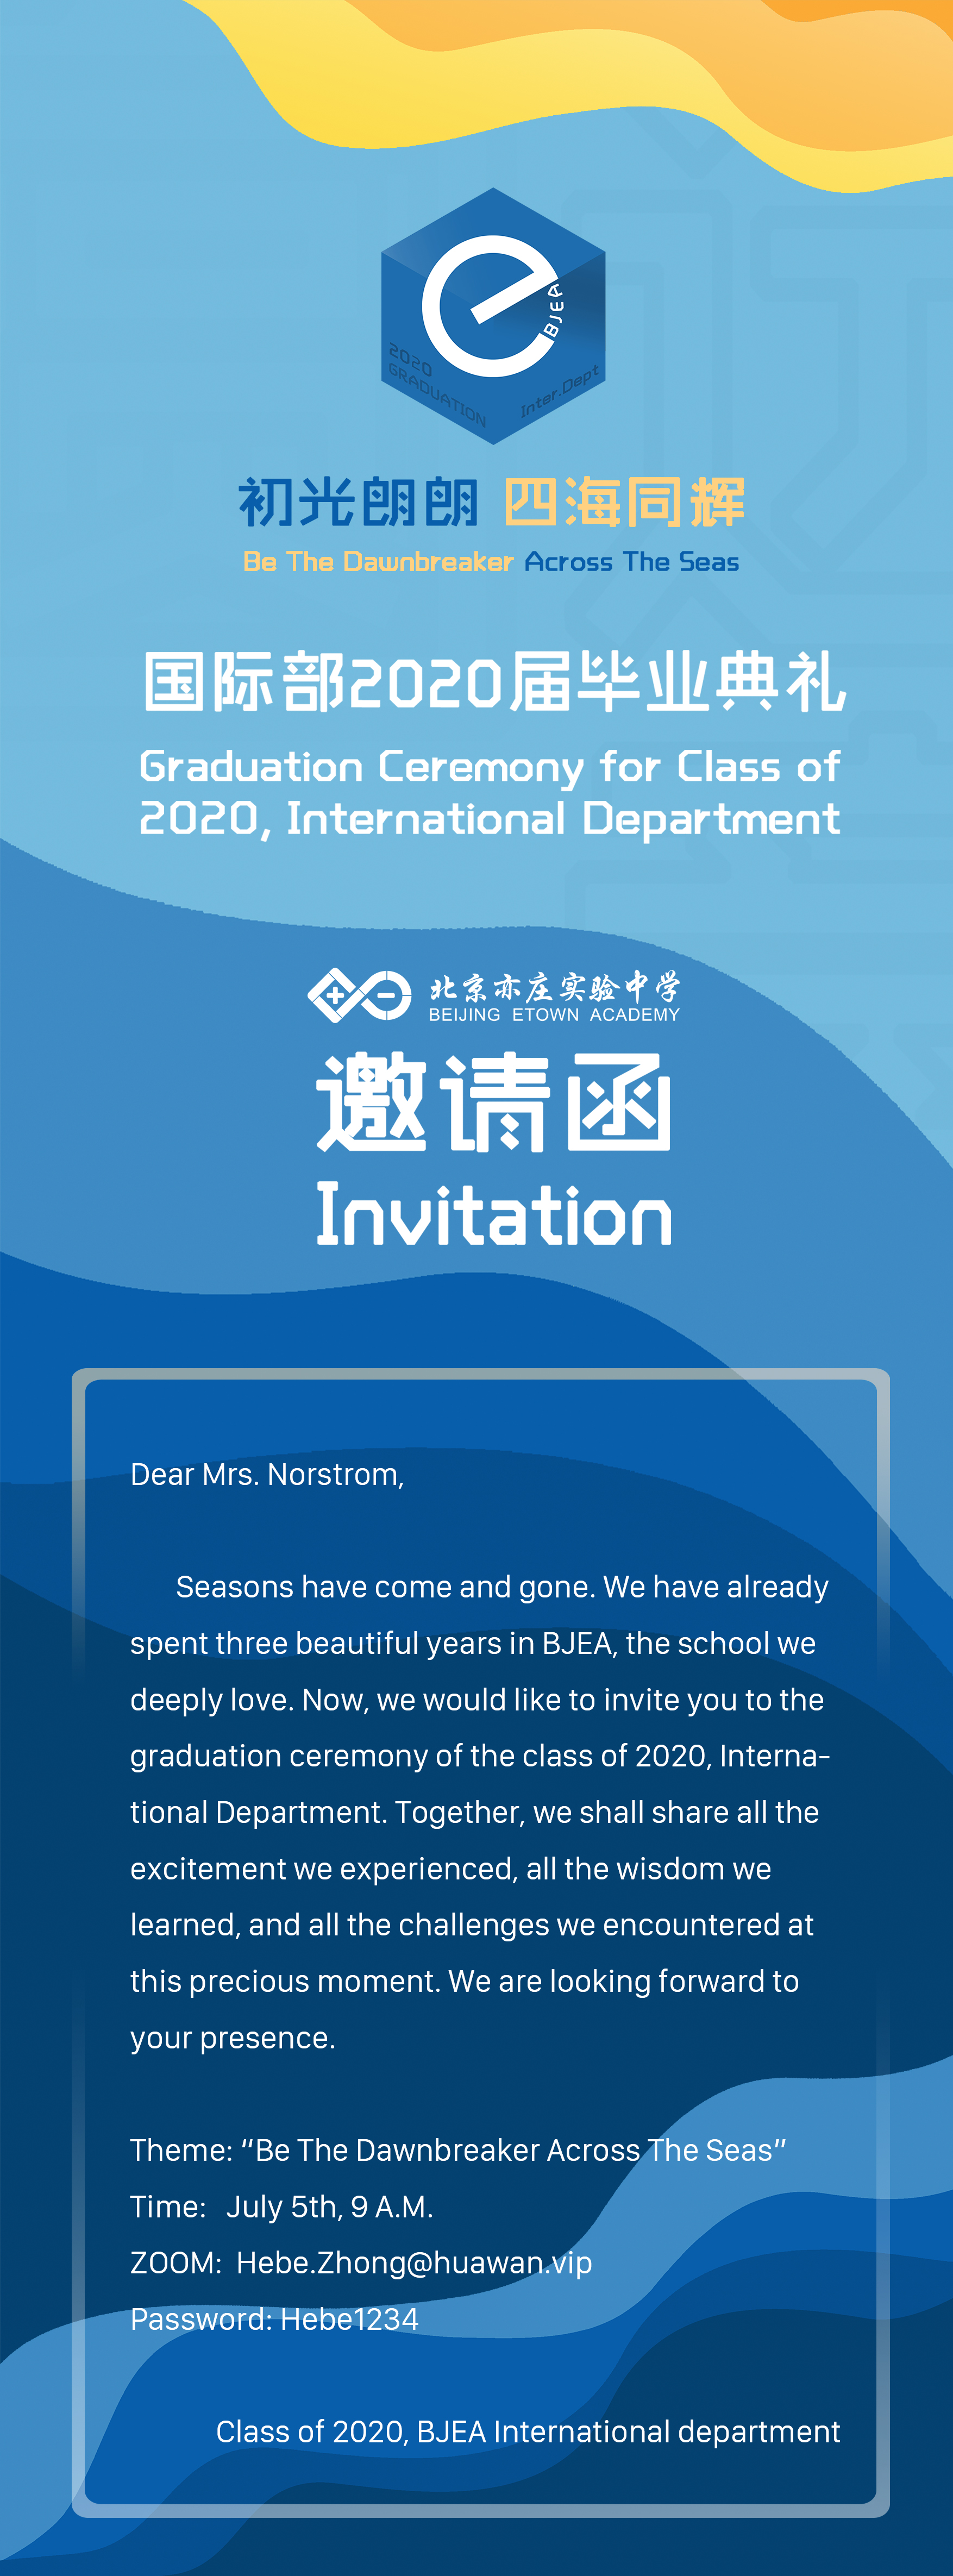 e
BJEA
2020
GRADUATION
Inter.Dept
初光朗朗 四海同辉
Be The Dawnbreaker Across The Seas
国际部2020届毕业典礼
Graduation Ceremony for Class of
2020, International Department
北京亦庄实验中学
BEIJING ETOWN ACADEMY
邀请函
Invitation
Dear Mrs. Norstrom,
Seasons have come and gone. We have already
spent three beautiful years in BJEA, the school we
deeply love. Now, we would like to invite you to the
graduation ceremony of the class of 2020, Interna-
tional Department. Together, we shall share all the
excitement we experienced, all the wisdom we
learned, and all the challenges we encountered at
this precious moment. We are looking forward to
your presence.
Theme: “Be The Dawnbreaker Across The Seas”
Time: July 5th, 9 A.M.
ZOOM: Hebe.Zhong@huawan.vip
Password: Hebe1234
Class of 2020, BJEA International department